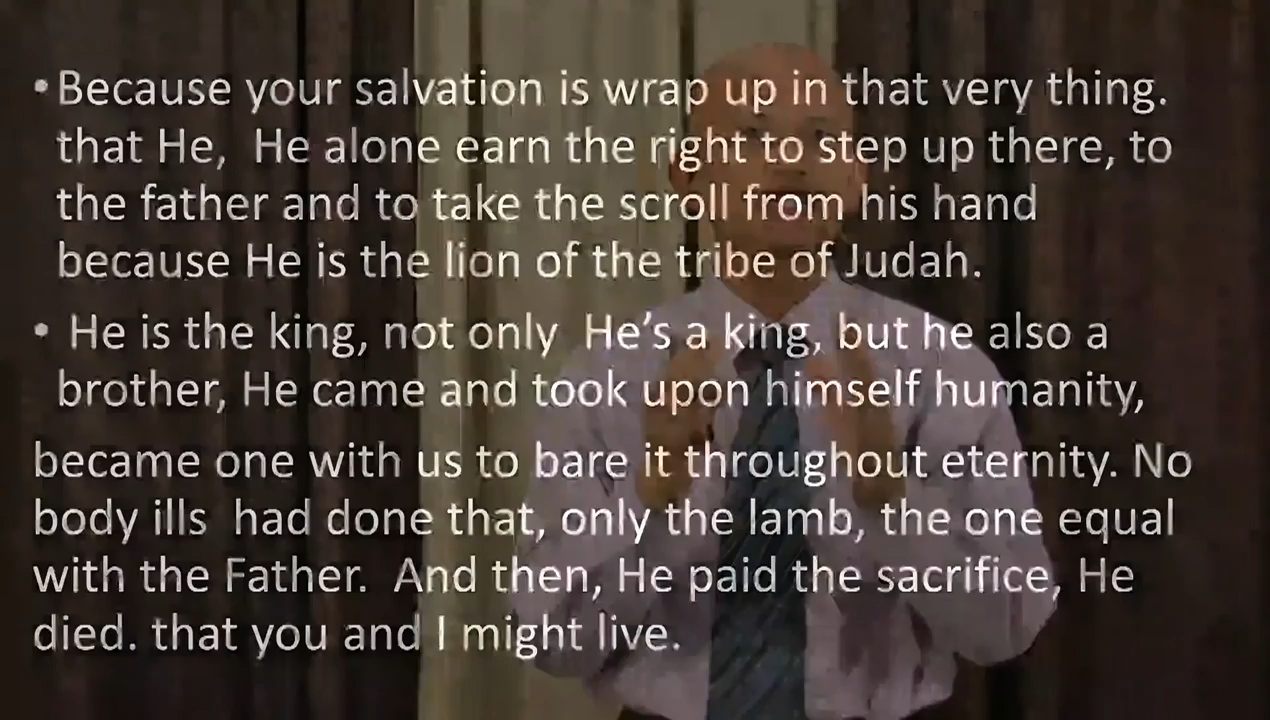 •Because your salvation is wrap up in that very thing.
that He,  He alone earn the right to step up there, to
the father and to take the scroll from his hand
because He is the lion of the tribe of Judah.
• He is the king, not only  He’s a king, but he also a
brother, He came and took upon himself humanity,
became one with us to bare it throughout eternity. No
body ills  had done that, only the lamb, the one equal
with the Father.  And then, He paid the sacrifice, He
died. that you and I might live.